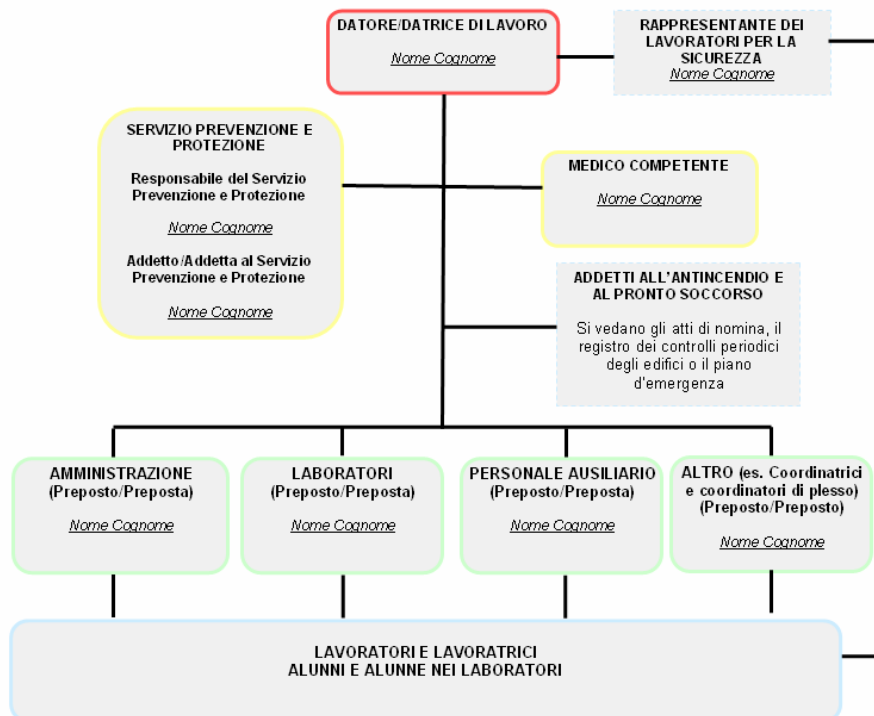 DATORE/DATRICE DI LAVORO
Nome Cognome
RAPPRESENTANTE DEI
LAVORATORI PER LA
SICUREZZA
Nome Cognome
SERVIZIO PREVENZIONE E
PROTEZIONE
Responsabile del Servizio
Prevenzione e Protezione
Nome Cognome
Addetto/Addetta al Servizio
Prevenzione e Protezione
Nome Cognome
MEDICO COMPETENTE
Nome Cognome
ADDETTI ALL'ANTINCENDIO E
AL PRONTO SOCCORSO
Si vedano gli atti di nomina, il
registro dei controlli periodici
degli edifici o il piano
d'emergenza
AMMINISTRAZIONE
(Preposto/Preposta)
Nome Cognome
LABORATORI
(Preposto/Preposta)
Nome Cognome
PERSONALE AUSILIARIO
(Preposto/Preposta)
Nome Cognome
ALTRO (es. Coordinatrici
e coordinatori di plesso)
(Preposto/Preposto)
Nome Cognome
LAVORATORI E LAVORATRICI
ALUNNI E ALUNNE NEI LABORATORI